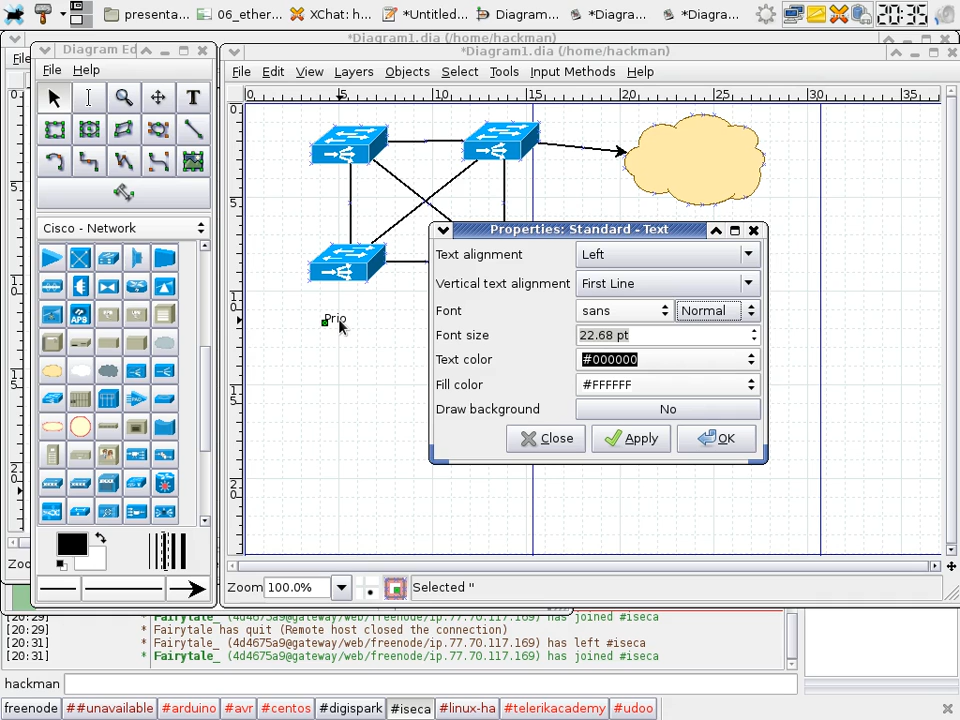 presenta...
06_ether...
XChat: h...
*Untitled...
Diagram...
*Diagra...
*Diagra...
20:35
*Diagram1.dia (/home/hackman)
Diagram Ed
*Diagram1.dia (/home/hackman)
File Help
File Edit View Layers Objects Select Tools Input Methods Help
0 5 10 15 20 25 30 35
T
Cisco - Network
Properties: Standard - Text
Text alignment Left
Vertical text alignment First Line
Font sans Normal
Font size 22.68 pt
Text color #000000
Fill color #FFFFFF
Draw background No
Close Apply OK
Prio
Zoom 100.0% Selected ''
[20:29] * Fairytale_ (4d4675a9@gateway/web/freenode/ip.77.70.117.169) has joined #iseca
[20:29] * Fairytale has quit (Remote host closed the connection)
[20:31] * Fairytale_ (4d4675a9@gateway/web/freenode/ip.77.70.117.169) has left #iseca
[20:31] * Fairytale_ (4d4675a9@gateway/web/freenode/ip.77.70.117.169) has joined #iseca
hackman
freenode ##unavailable #arduino #avr #centos #digispark #iseca #linux-ha #telerikacademy #udoo